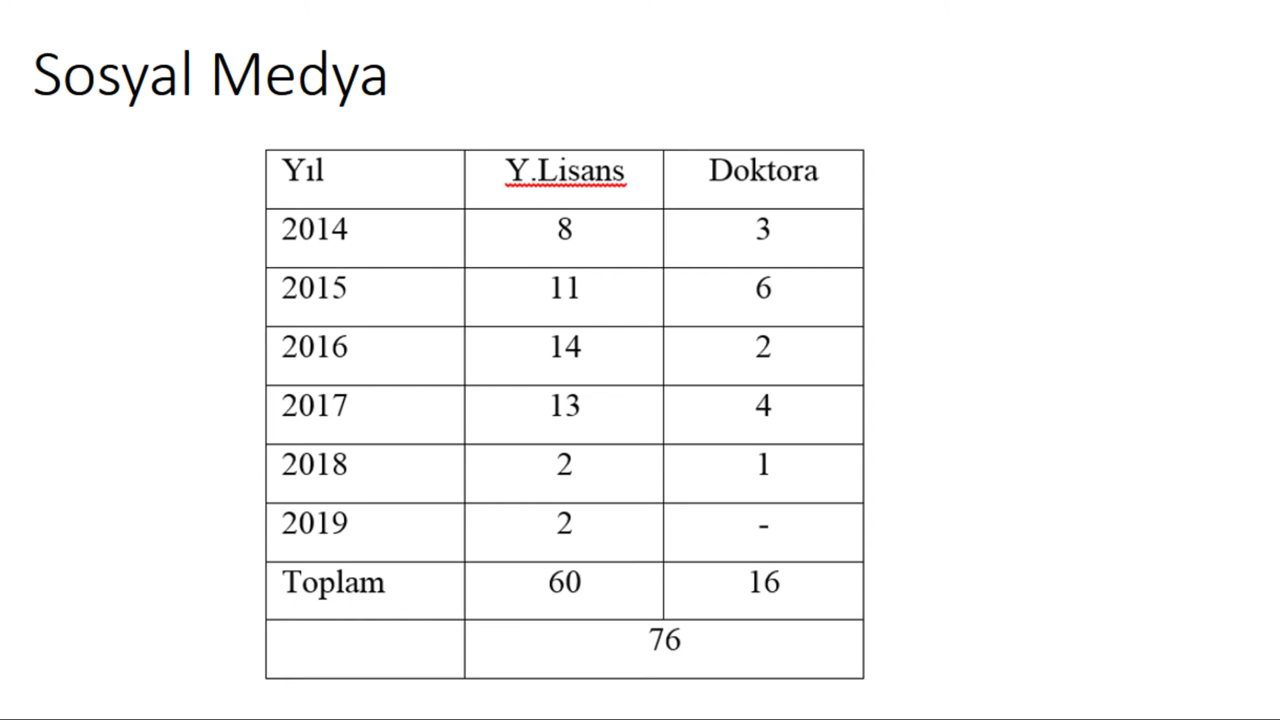 Sosyal Medya
Yıl Y.Lisans Doktora
2014 8 3
2015 11 6
2016 14 2
2017 13 4
2018 2 1
2019 2 -
Toplam 60 16
76